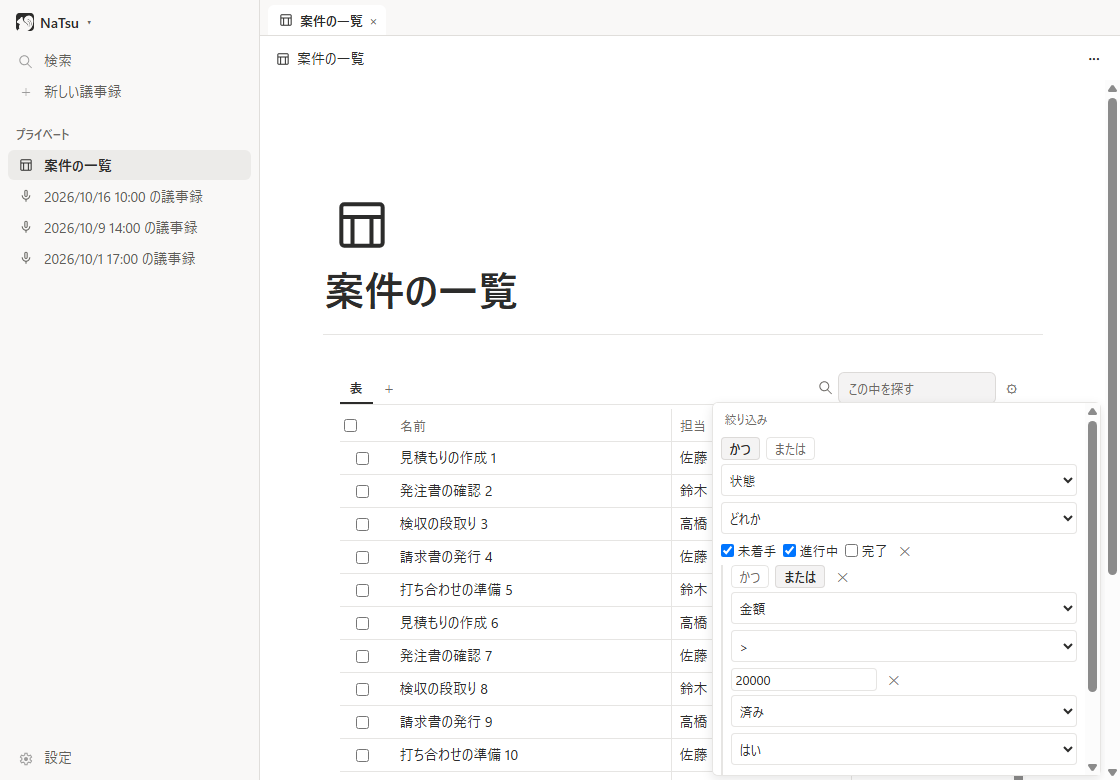 NaTsu
検索
新しい議事録
プライベート
案件の一覧
2026/10/16 10:00 の議事録
2026/10/9 14:00 の議事録
2026/10/1 17:00 の議事録
設定
案件の一覧 ×
案件の一覧
案件の一覧
表 +
この中を探す
名前 担当
見積もりの作成 1 佐藤
発注書の確認 2 鈴木
検収の段取り 3 高橋
請求書の発行 4 佐藤
打ち合わせの準備 5 鈴木
見積もりの作成 6 高橋
発注書の確認 7 佐藤
検収の段取り 8 鈴木
請求書の発行 9 高橋
打ち合わせの準備 10 佐藤
絞り込み
かつ または
状態
どれか
未着手 進行中 完了 ×
かつ または ×
金額
>
20000 ×
済み
はい